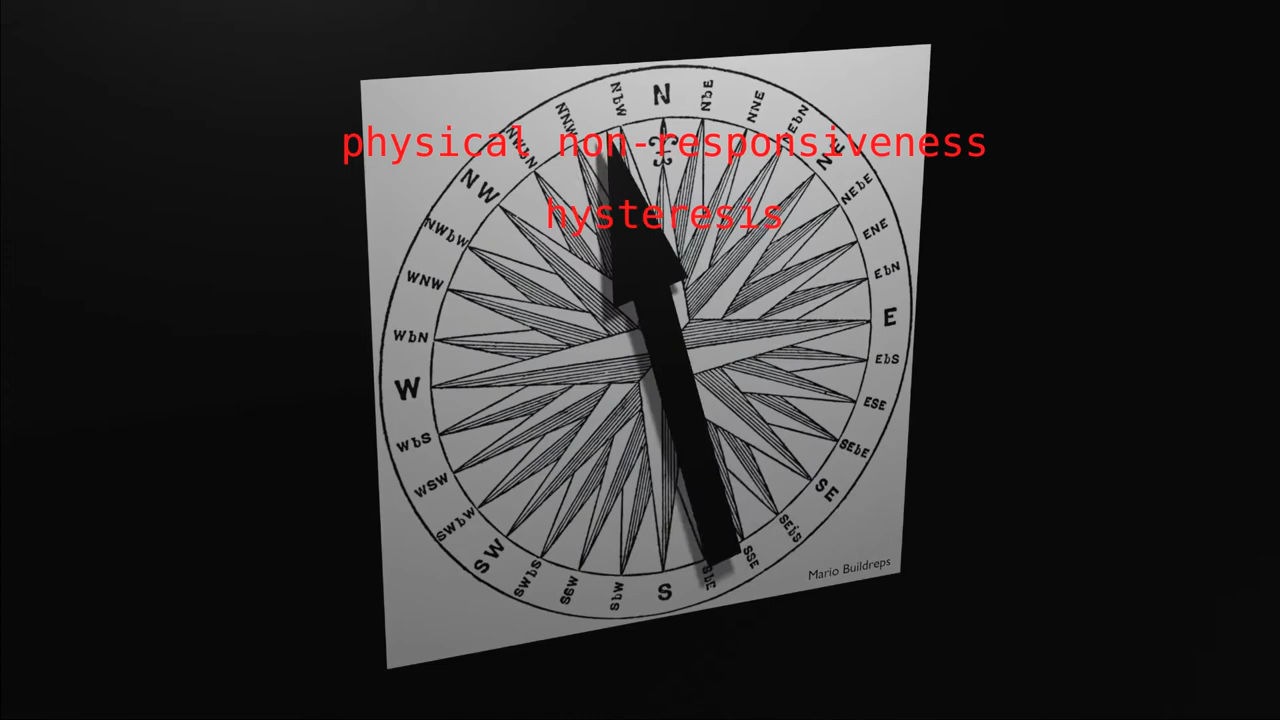 physical non-responsiveness
hysteresis
N
NbE
NNE
NE
NEbE
ENE
EbN
E
EbS
ESE
SEbE
SE
SEbS
SSE
SbE
S
SbW
SSW
SWbS
SW
SWbW
WSW
WbS
W
WbN
WNW
NWbW
NW
NNW
NbW
Mario Buildreps